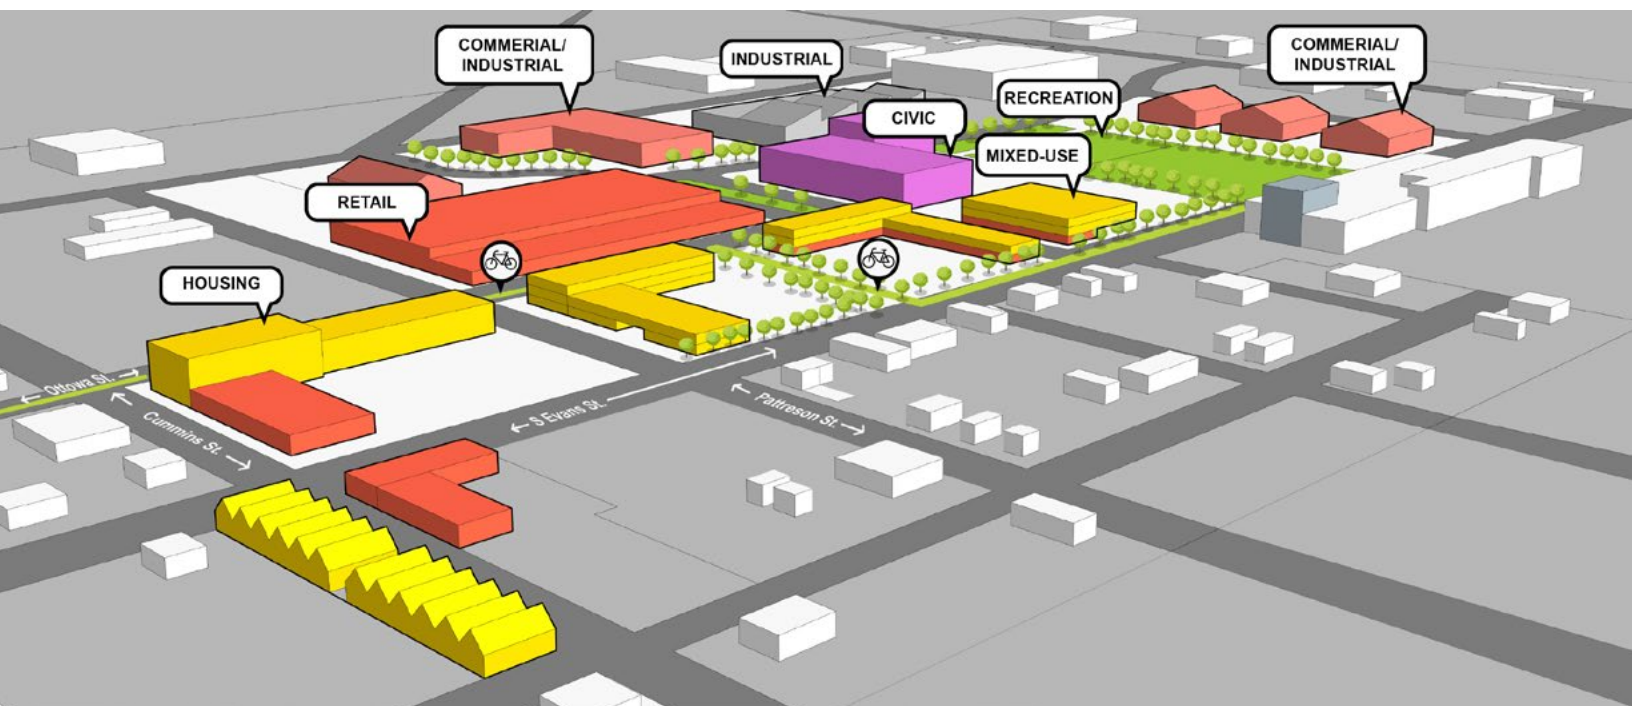 COMMERIAL/
INDUSTRIAL
INDUSTRIAL
COMMERIAL/
INDUSTRIAL
RECREATION
CIVIC
MIXED-USE
RETAIL
HOUSING
Ottowa St.
Cummins St.
S Evans St.
Pattreson St.